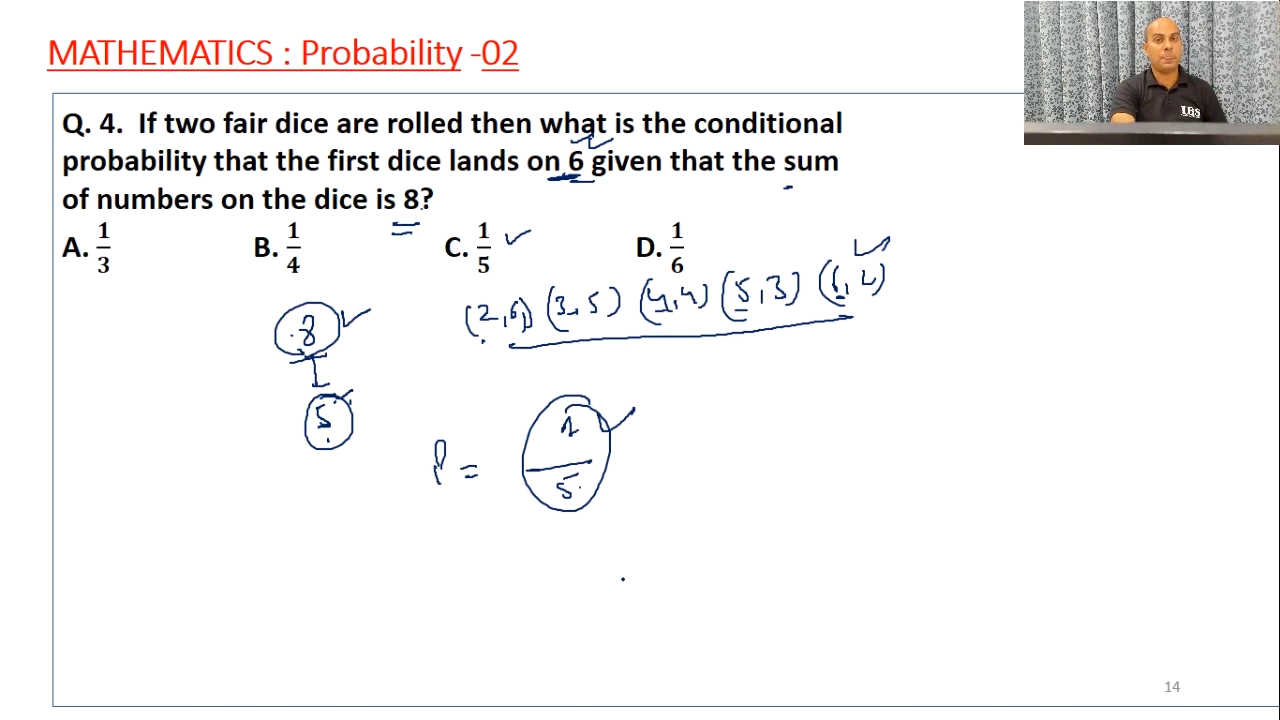 MATHEMATICS : Probability -02
Q. 4. If two fair dice are rolled then what is the conditional
probability that the first dice lands on 6 given that the sum
of numbers on the dice is 8?
A. 1/3 B. 1/4 C. 1/5 D. 1/6
(2,6) (3,5) (4,4) (5,3) (6,2)
8
5
P = 1/5
14